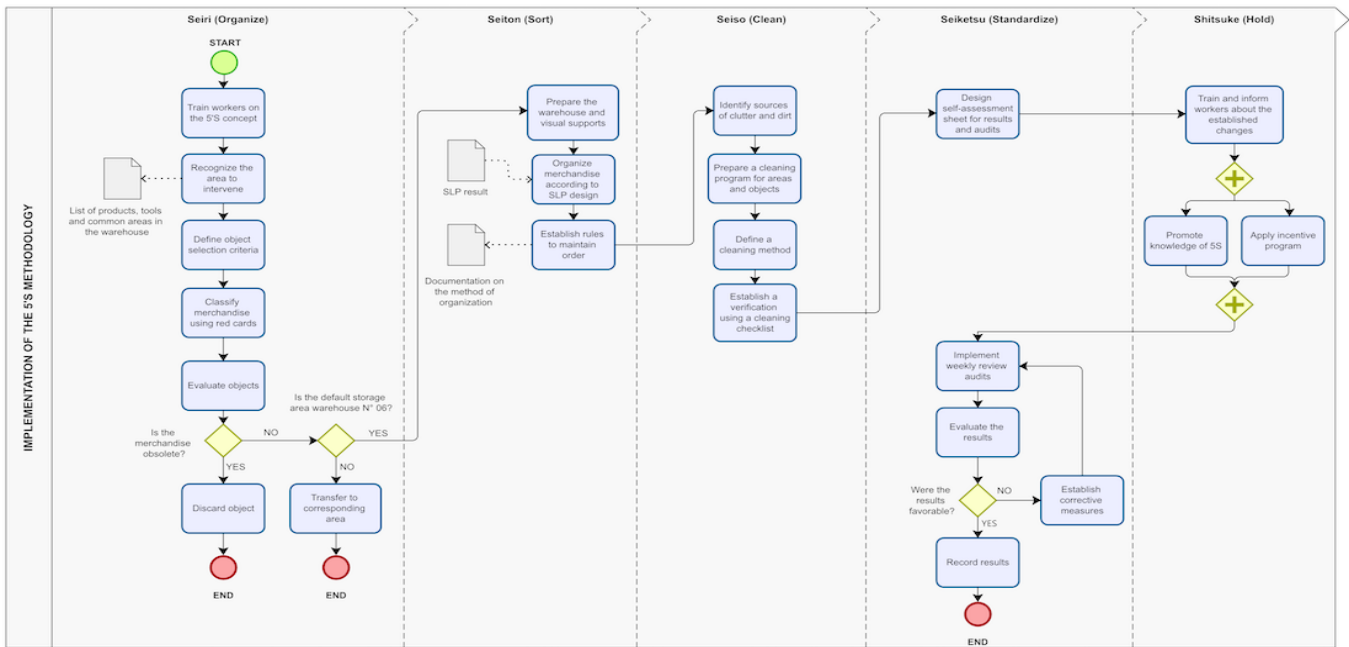 IMPLEMENTATION OF THE 5'S METHODOLOGY
Seiri (Organize)
START
Train workers on
the 5'S concept
Recognize the
area to
intervene
List of products, tools
and common areas in
the warehouse
Define object
selection criteria
Classify
merchandise
using red cards
Evaluate objects
Is the
merchandise
obsolete?
NO
YES
Discard object
END
Is the default storage
area warehouse N° 06?
YES
NO
Transfer to
corresponding
area
END
Seiton (Sort)
Prepare the
warehouse and
visual supports
SLP result
Organize
merchandise
according to
SLP design
Establish rules
to maintain
order
Documentation on
the method of
organization
Seiso (Clean)
Identify sources
of clutter and dirt
Prepare a cleaning
program for areas
and objects
Define a
cleaning method
Establish a
verification
using a cleaning
checklist
Seiketsu (Standardize)
Design
self-assessment
sheet for results
and audits
Implement
weekly review
audits
Evaluate the
results
Were the
results
favorable?
NO
Establish
corrective
measures
YES
Record results
END
Shitsuke (Hold)
Train and inform
workers about the
established
changes
Promote
knowledge of 5S
Apply incentive
program